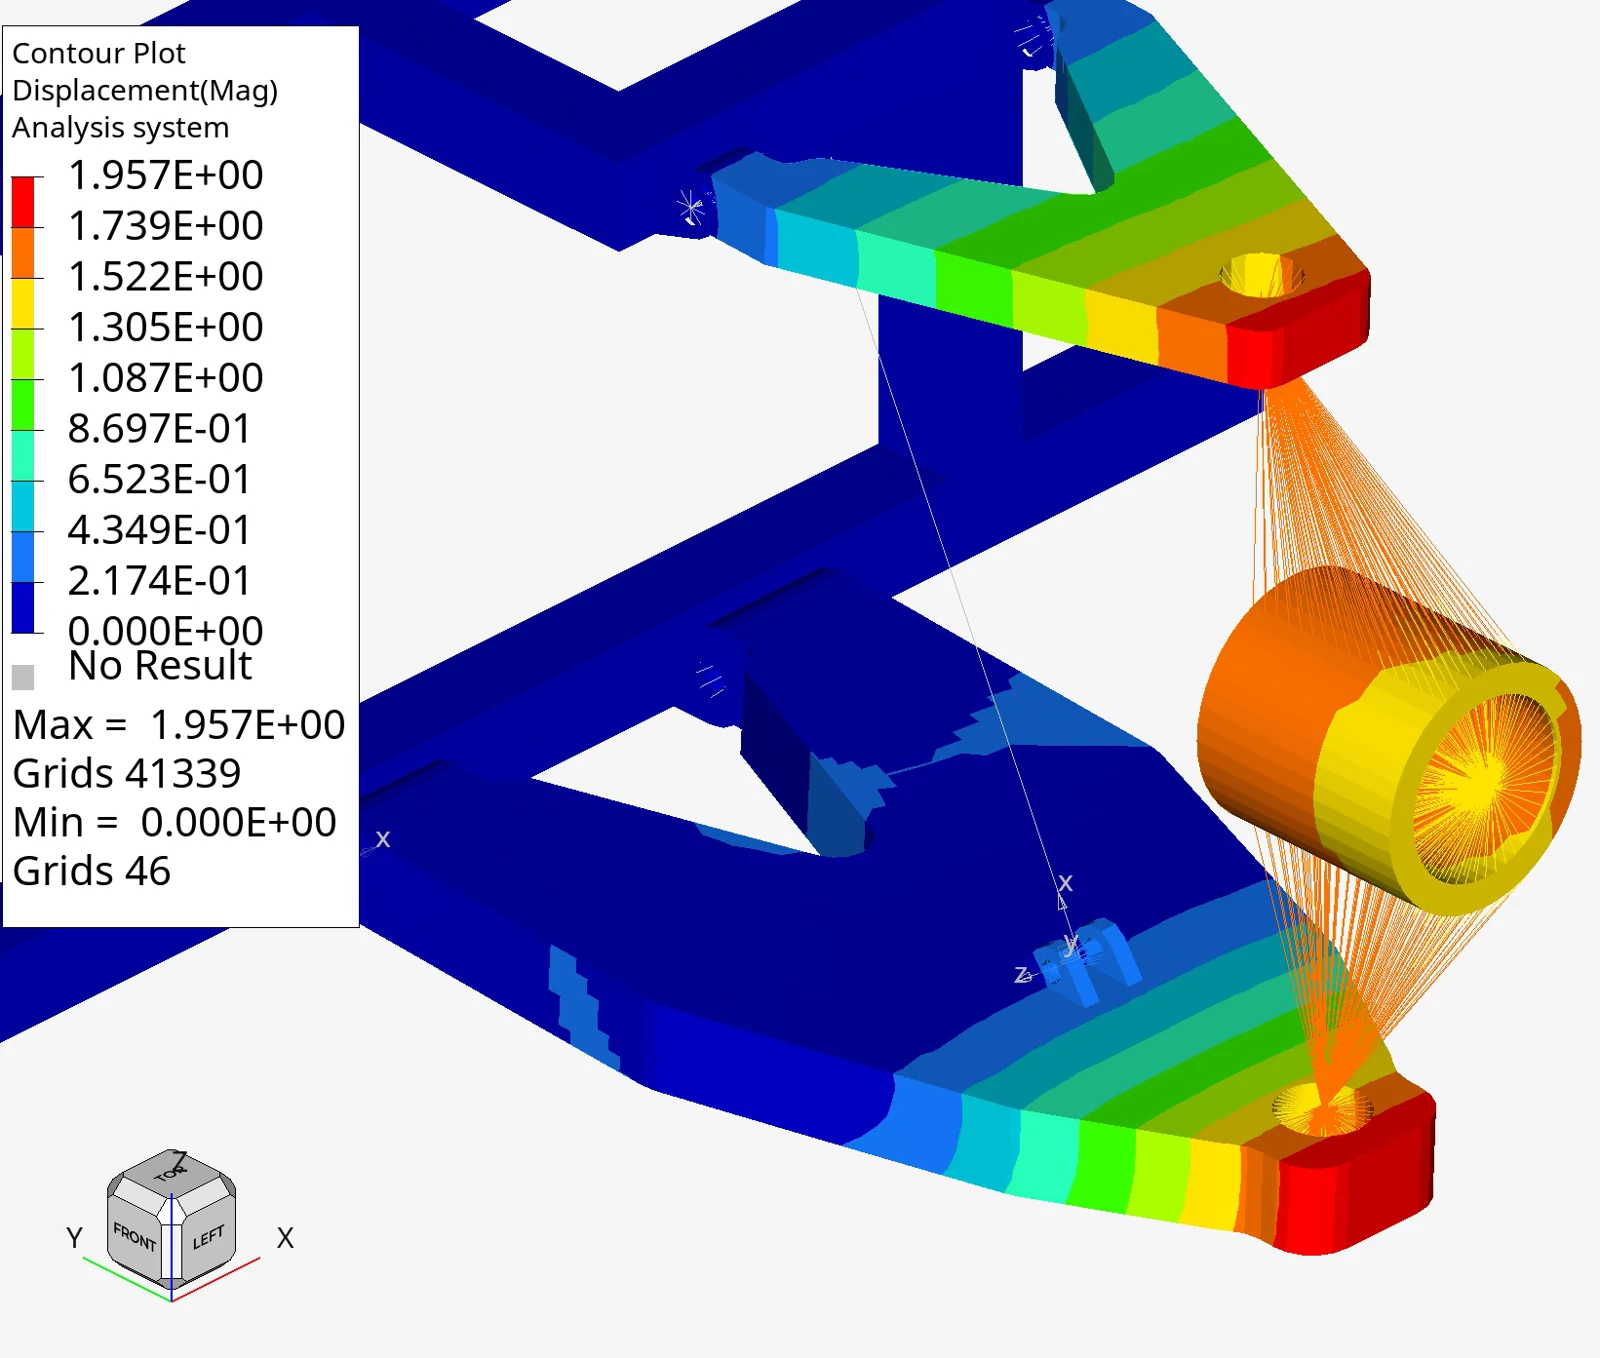 Contour Plot
Displacement(Mag)
Analysis system
1.957E+00
1.739E+00
1.522E+00
1.305E+00
1.087E+00
8.697E-01
6.523E-01
4.349E-01
2.174E-01
0.000E+00
No Result
Max = 1.957E+00
Grids 41339
Min = 0.000E+00
Grids 46
X
X
y
Z
Z
TOP
FRONT
LEFT
Y
X